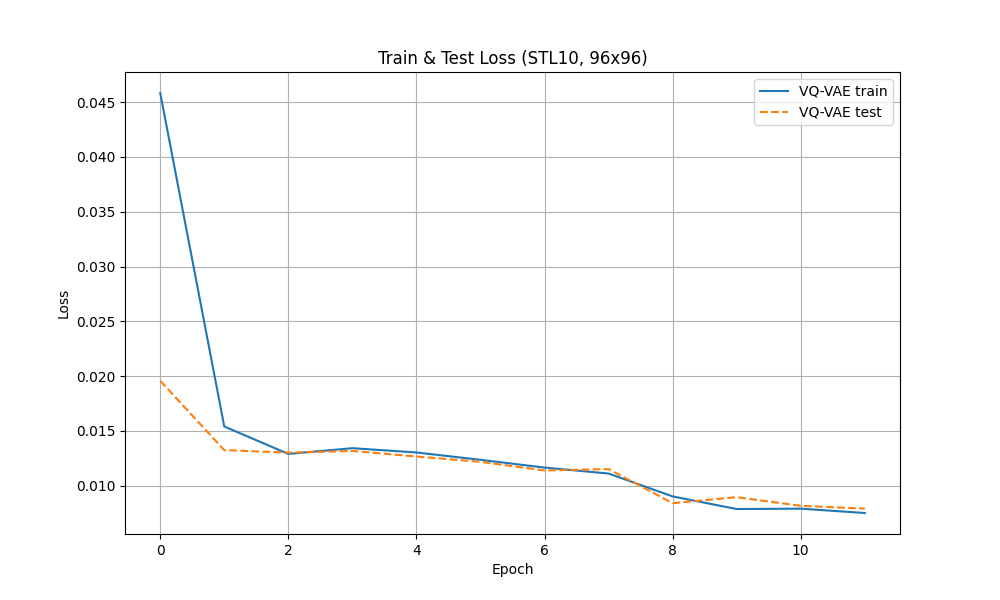 Train & Test Loss (STL10, 96x96)
VQ-VAE train
VQ-VAE test
0.045
0.040
0.035
0.030
0.025
0.020
0.015
0.010
Loss
0 2 4 6 8 10
Epoch